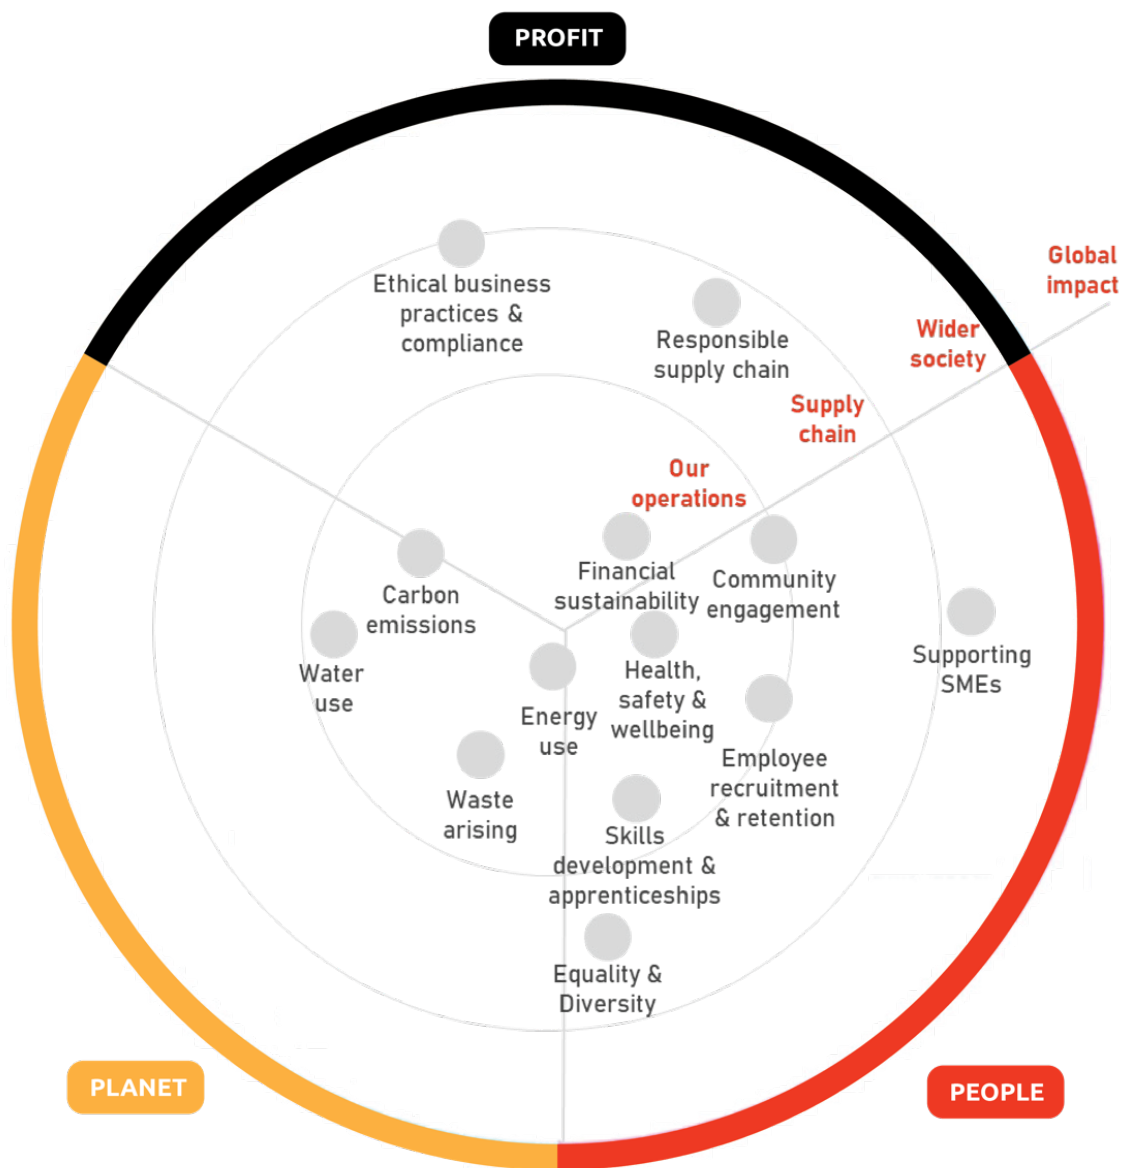 PROFIT
Global
impact
Ethical business
practices &
compliance
Responsible
supply chain
Wider
society
Supply
chain
Our
operations
Carbon
emissions
Financial
sustainability
Community
engagement
Water
use
Energy
use
Health,
safety &
wellbeing
Supporting
SMEs
Waste
arising
Employee
recruitment
& retention
Skills
development &
apprenticeships
Equality &
Diversity
PLANET
PEOPLE